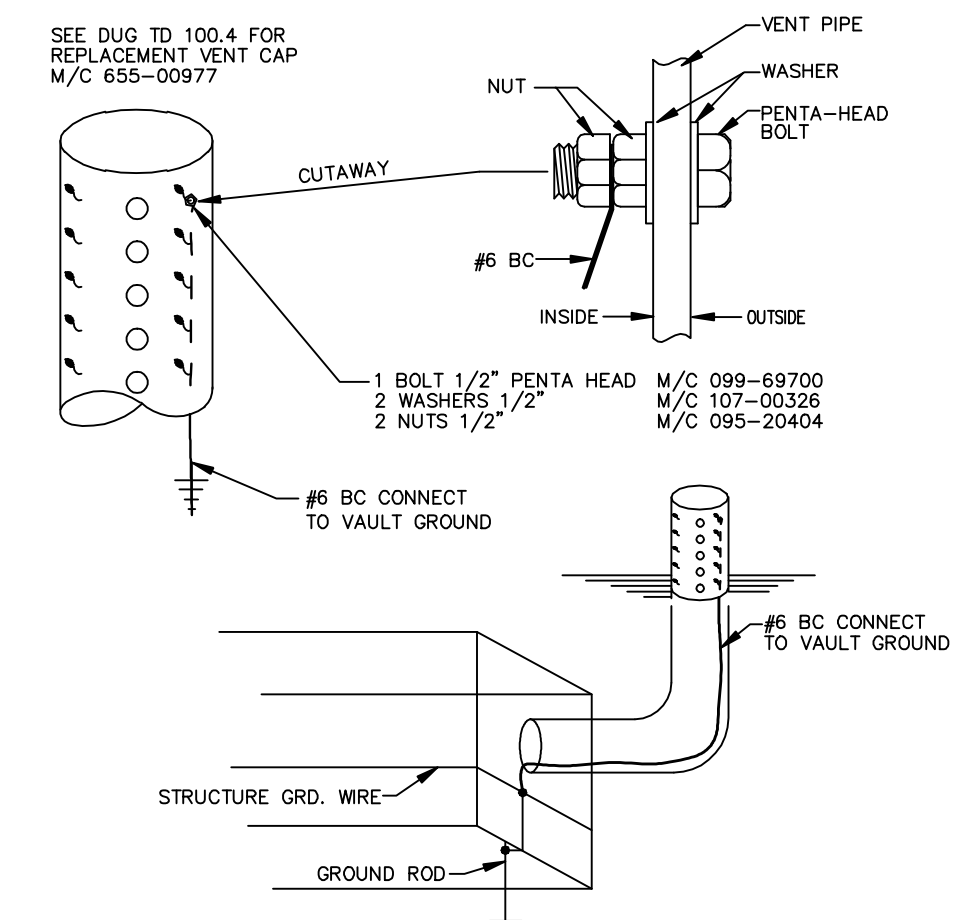 SEE DUG TD 100.4 FOR
REPLACEMENT VENT CAP
M/C 655-00977
VENT PIPE
WASHER
NUT
PENTA-HEAD
BOLT
CUTAWAY
#6 BC
INSIDE
OUTSIDE
1 BOLT 1/2" PENTA HEAD M/C 099-69700
2 WASHERS 1/2" M/C 107-00326
2 NUTS 1/2" M/C 095-20404
#6 BC CONNECT
TO VAULT GROUND
#6 BC CONNECT
TO VAULT GROUND
STRUCTURE GRD. WIRE
GROUND ROD